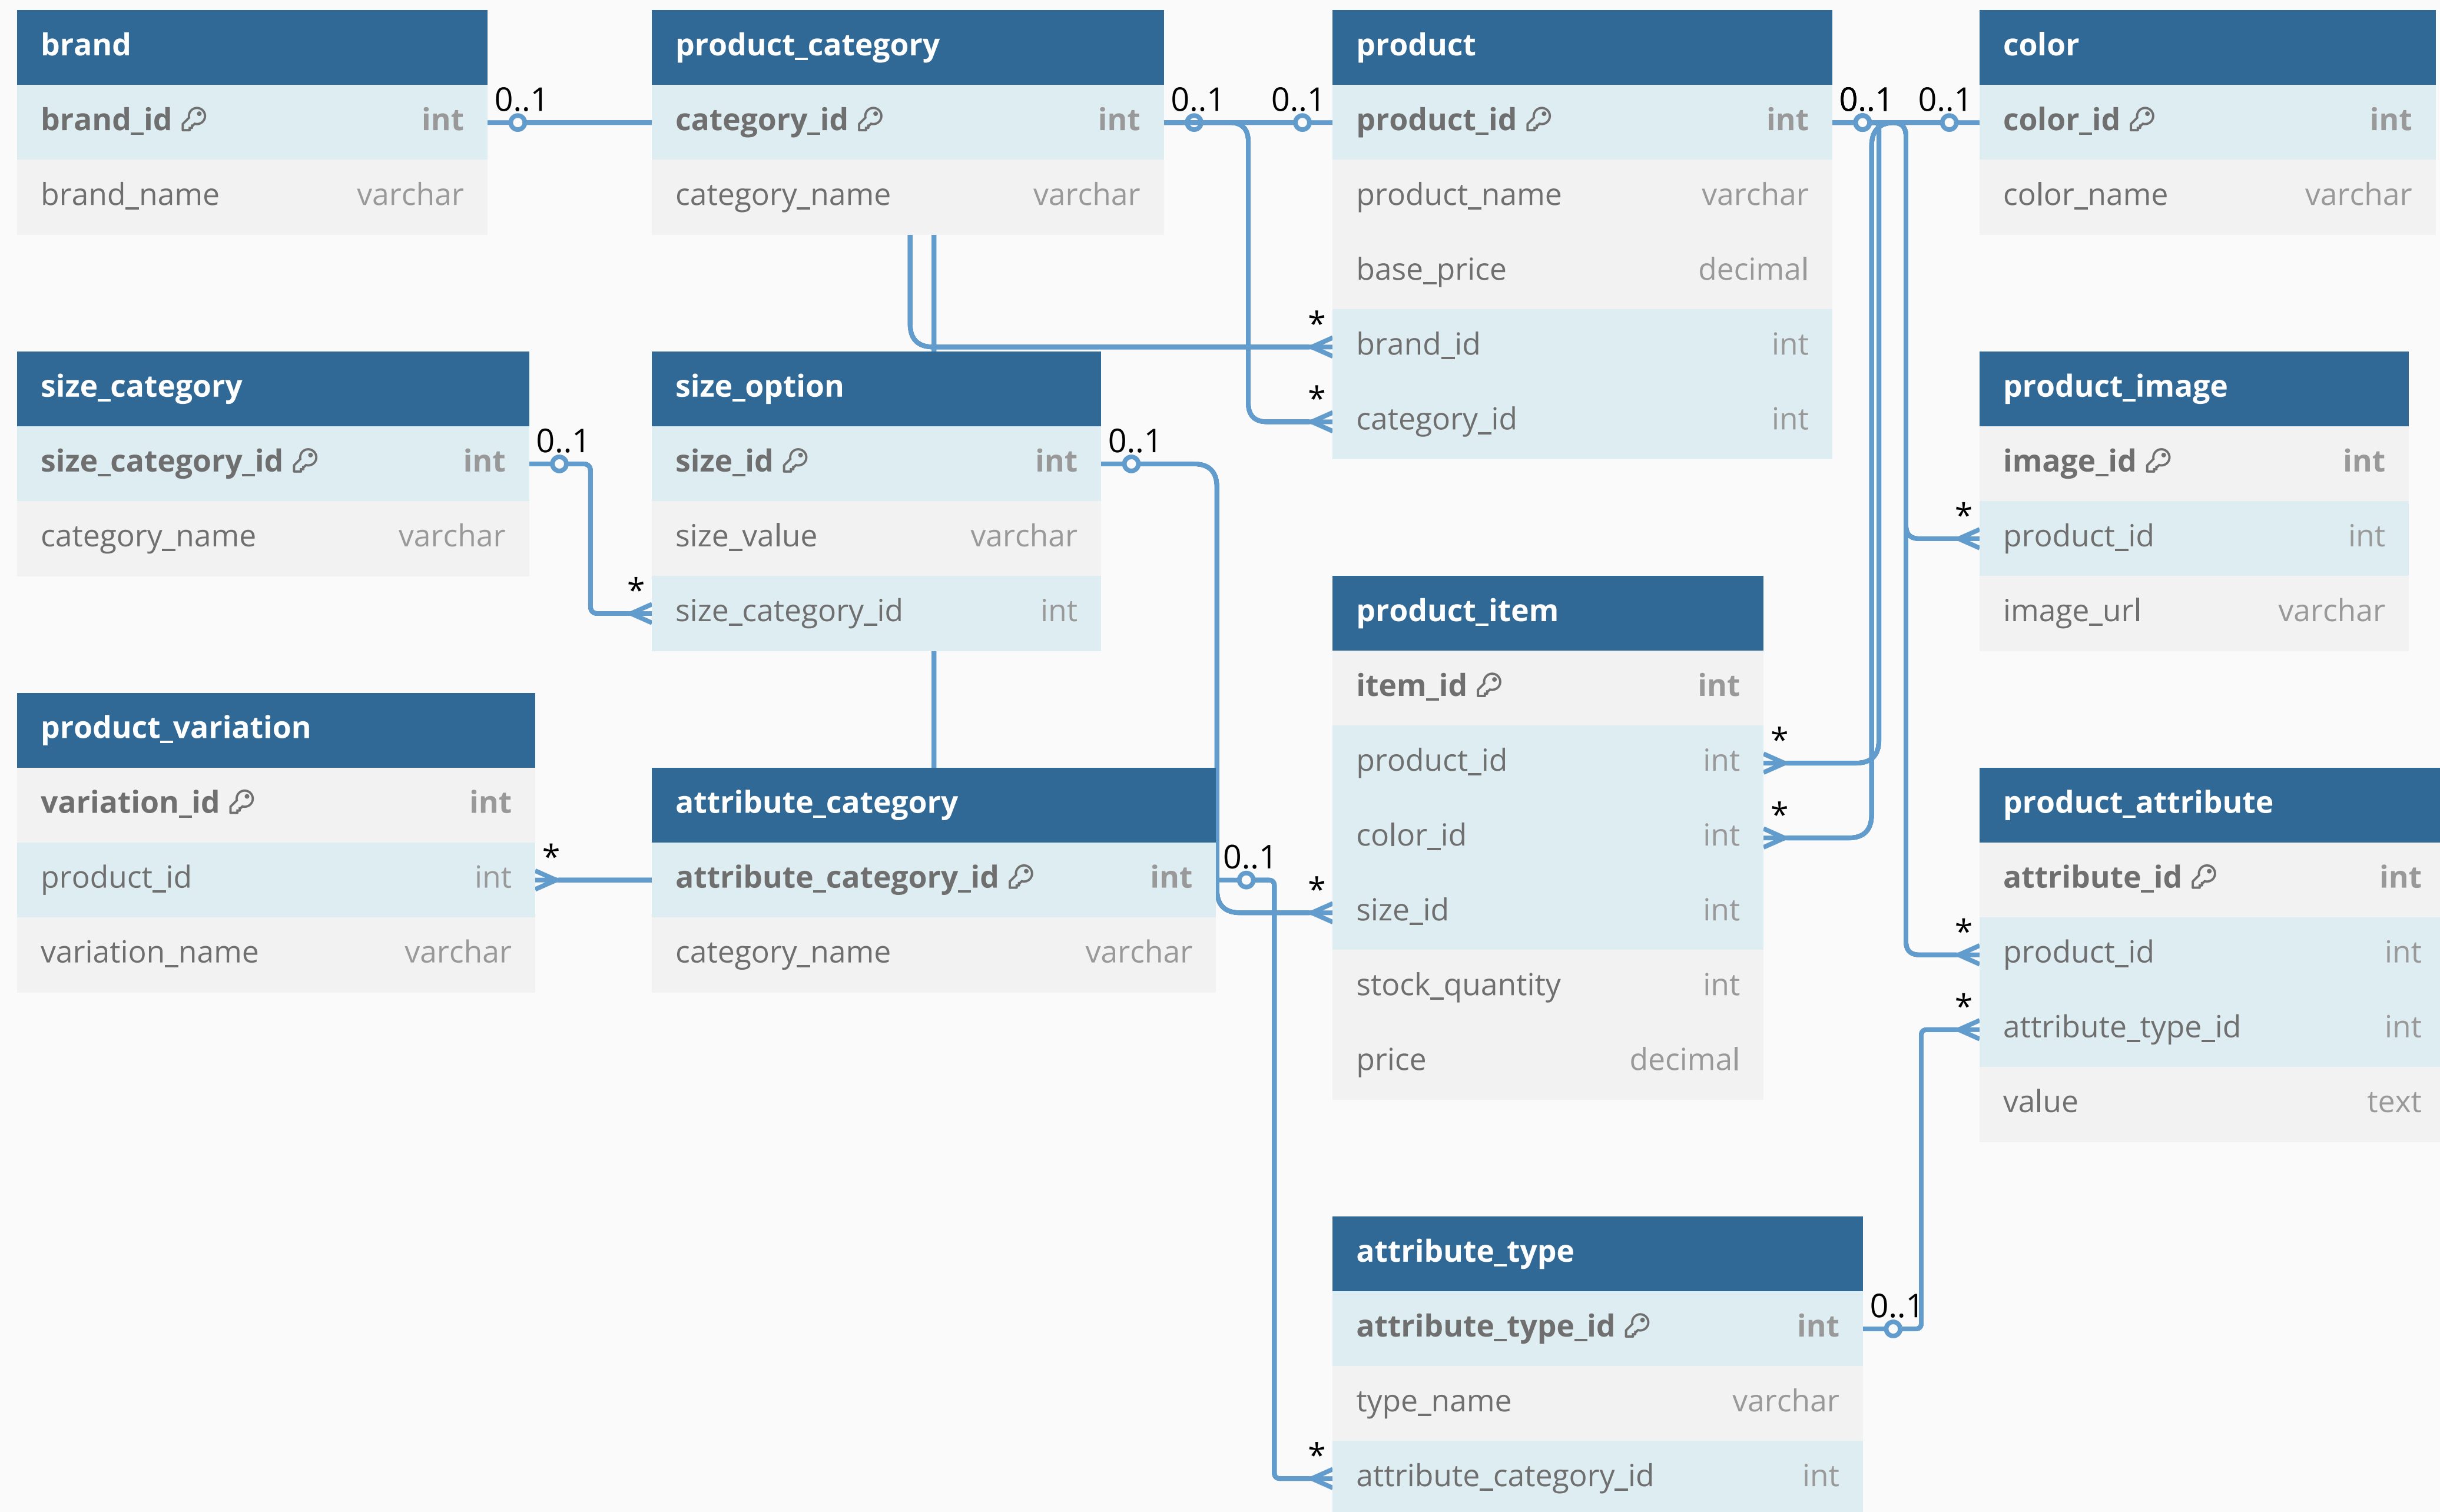 brand
brand_id int
brand_name varchar
product_category
category_id int
category_name varchar
product
product_id int
product_name varchar
base_price decimal
brand_id int
category_id int
color
color_id int
color_name varchar
0..1
0..1
0..1
0..1
0..1
*
*
size_category
size_category_id int
category_name varchar
0..1
*
size_option
size_id int
size_value varchar
size_category_id int
0..1
product_image
image_id int
product_id int
image_url varchar
*
product_variation
variation_id int
product_id int
variation_name varchar
*
attribute_category
attribute_category_id int
category_name varchar
0..1
*
product_item
item_id int
product_id int
color_id int
size_id int
stock_quantity int
price decimal
*
*
product_attribute
attribute_id int
product_id int
attribute_type_id int
value text
*
*
attribute_type
attribute_type_id int
type_name varchar
attribute_category_id int
0..1
*